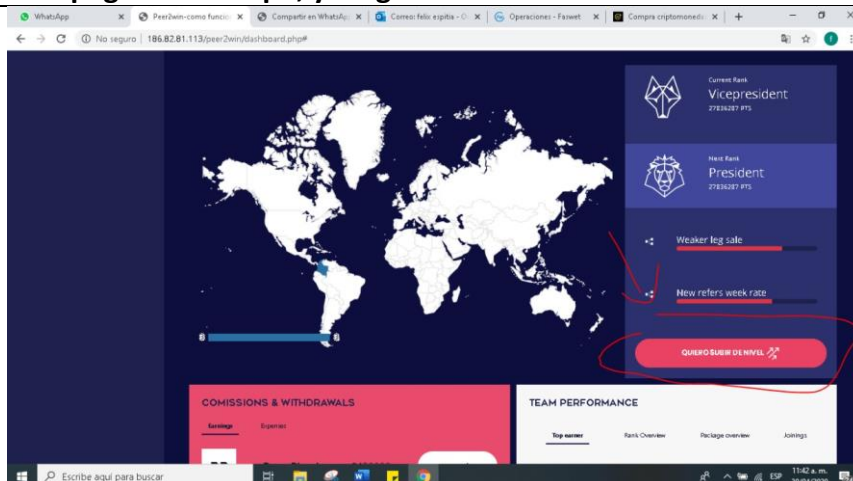 WhatsApp
Peer2win-como funcio
Compartir en WhatsAp
Correo: felix espitia - O
Operaciones - Faswet
Compra criptomoneda
No seguro | 186.82.81.113/peer2win/dashboard.php#
Current Rank
Vicepresident
27836287 PTS
Next Rank
President
27836287 PTS
Weaker leg sale
New refers week rate
QUIERO SUBIR DE NIVEL
COMISSIONS & WITHDRAWALS
Earnings Expenses
TEAM PERFORMANCE
Top earner Rank Overview Package overview Joinings
Escribe aquí para buscar
ESP
11:42 a. m.